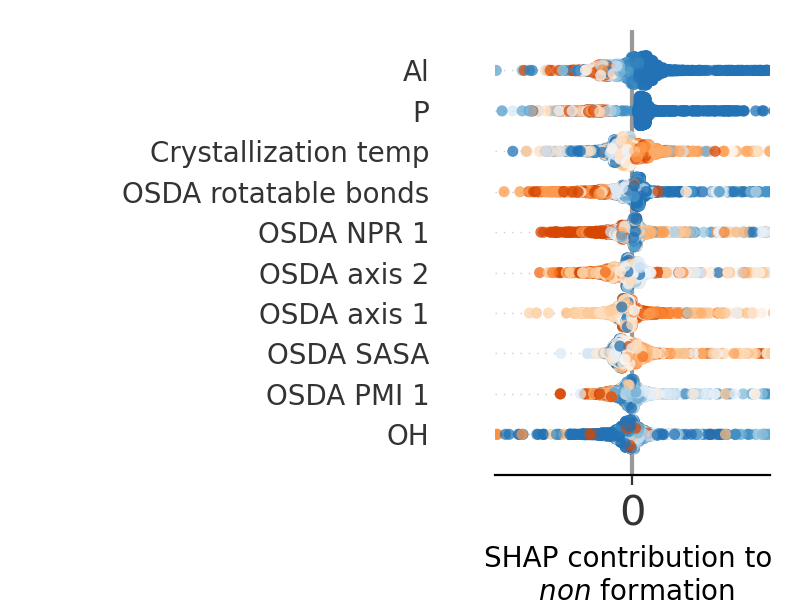 Al
P
Crystallization temp
OSDA rotatable bonds
OSDA NPR 1
OSDA axis 2
OSDA axis 1
OSDA SASA
OSDA PMI 1
OH
0
SHAP contribution to
non formation